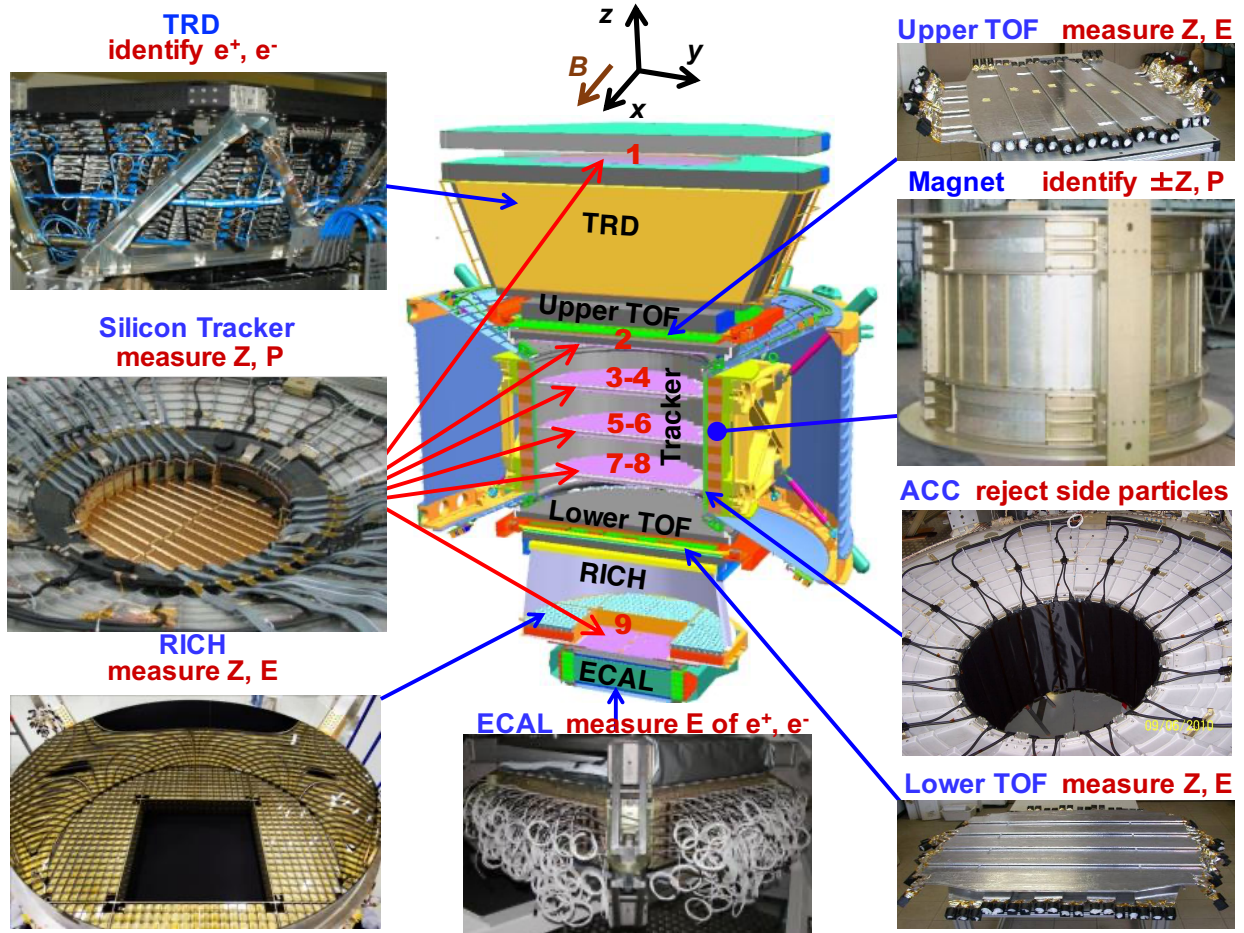 TRD
identify e⁺, e⁻
z
y
B
x
Upper TOF measure Z, E
1
Magnet identify ±Z, P
TRD
Silicon Tracker
measure Z, P
Upper TOF
2
3-4
Tracker
5-6
7-8
ACC reject side particles
Lower TOF
RICH
9
RICH
measure Z, E
ECAL
ECAL measure E of e⁺, e⁻
Lower TOF measure Z, E